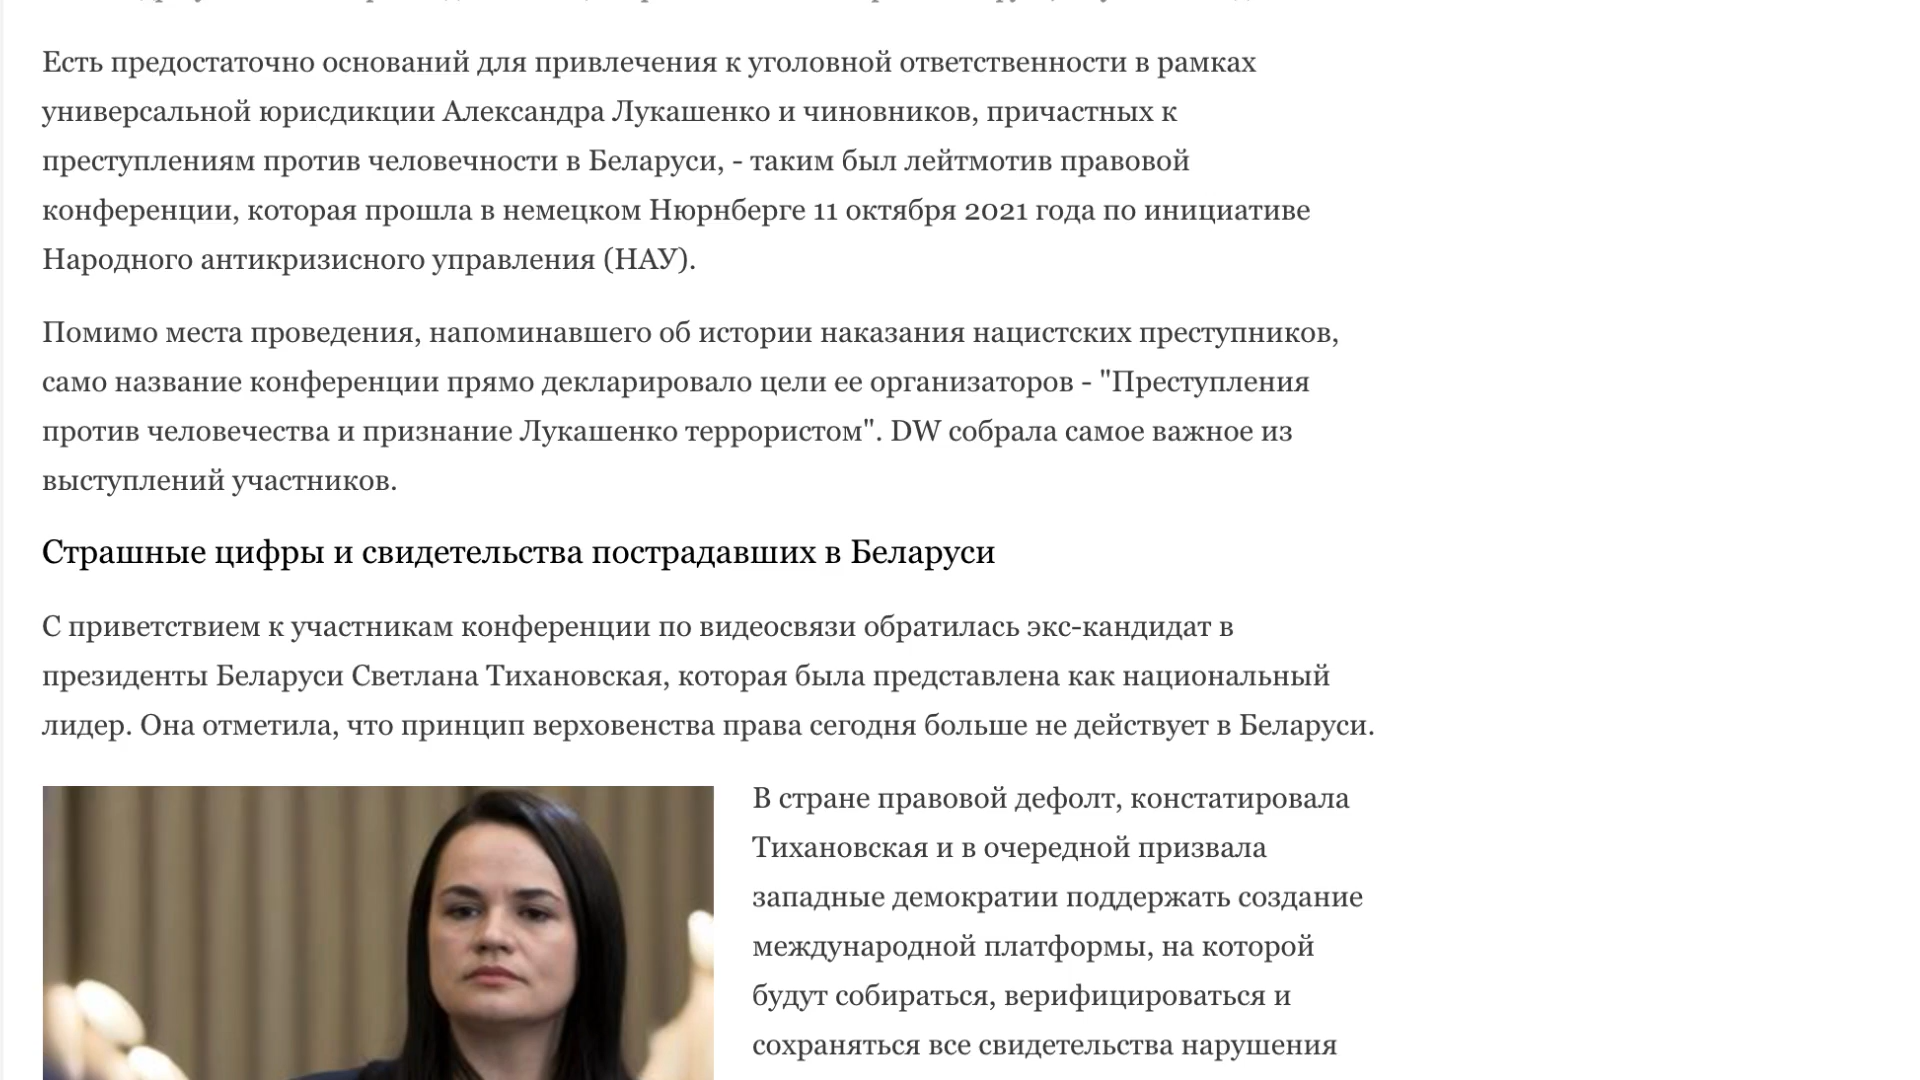 Есть предостаточно оснований для привлечения к уголовной ответственности в рамках
универсальной юрисдикции Александра Лукашенко и чиновников, причастных к
преступлениям против человечности в Беларуси, - таким был лейтмотив правовой
конференции, которая прошла в немецком Нюрнберге 11 октября 2021 года по инициативе
Народного антикризисного управления (НАУ).
Помимо места проведения, напоминавшего об истории наказания нацистских преступников,
само название конференции прямо декларировало цели ее организаторов - "Преступления
против человечества и признание Лукашенко террористом". DW собрала самое важное из
выступлений участников.
Страшные цифры и свидетельства пострадавших в Беларуси
С приветствием к участникам конференции по видеосвязи обратилась экс-кандидат в
президенты Беларуси Светлана Тихановская, которая была представлена как национальный
лидер. Она отметила, что принцип верховенства права сегодня больше не действует в Беларуси.
В стране правовой дефолт, констатировала
Тихановская и в очередной призвала
западные демократии поддержать создание
международной платформы, на которой
будут собираться, верифицироваться и
сохраняться все свидетельства нарушения